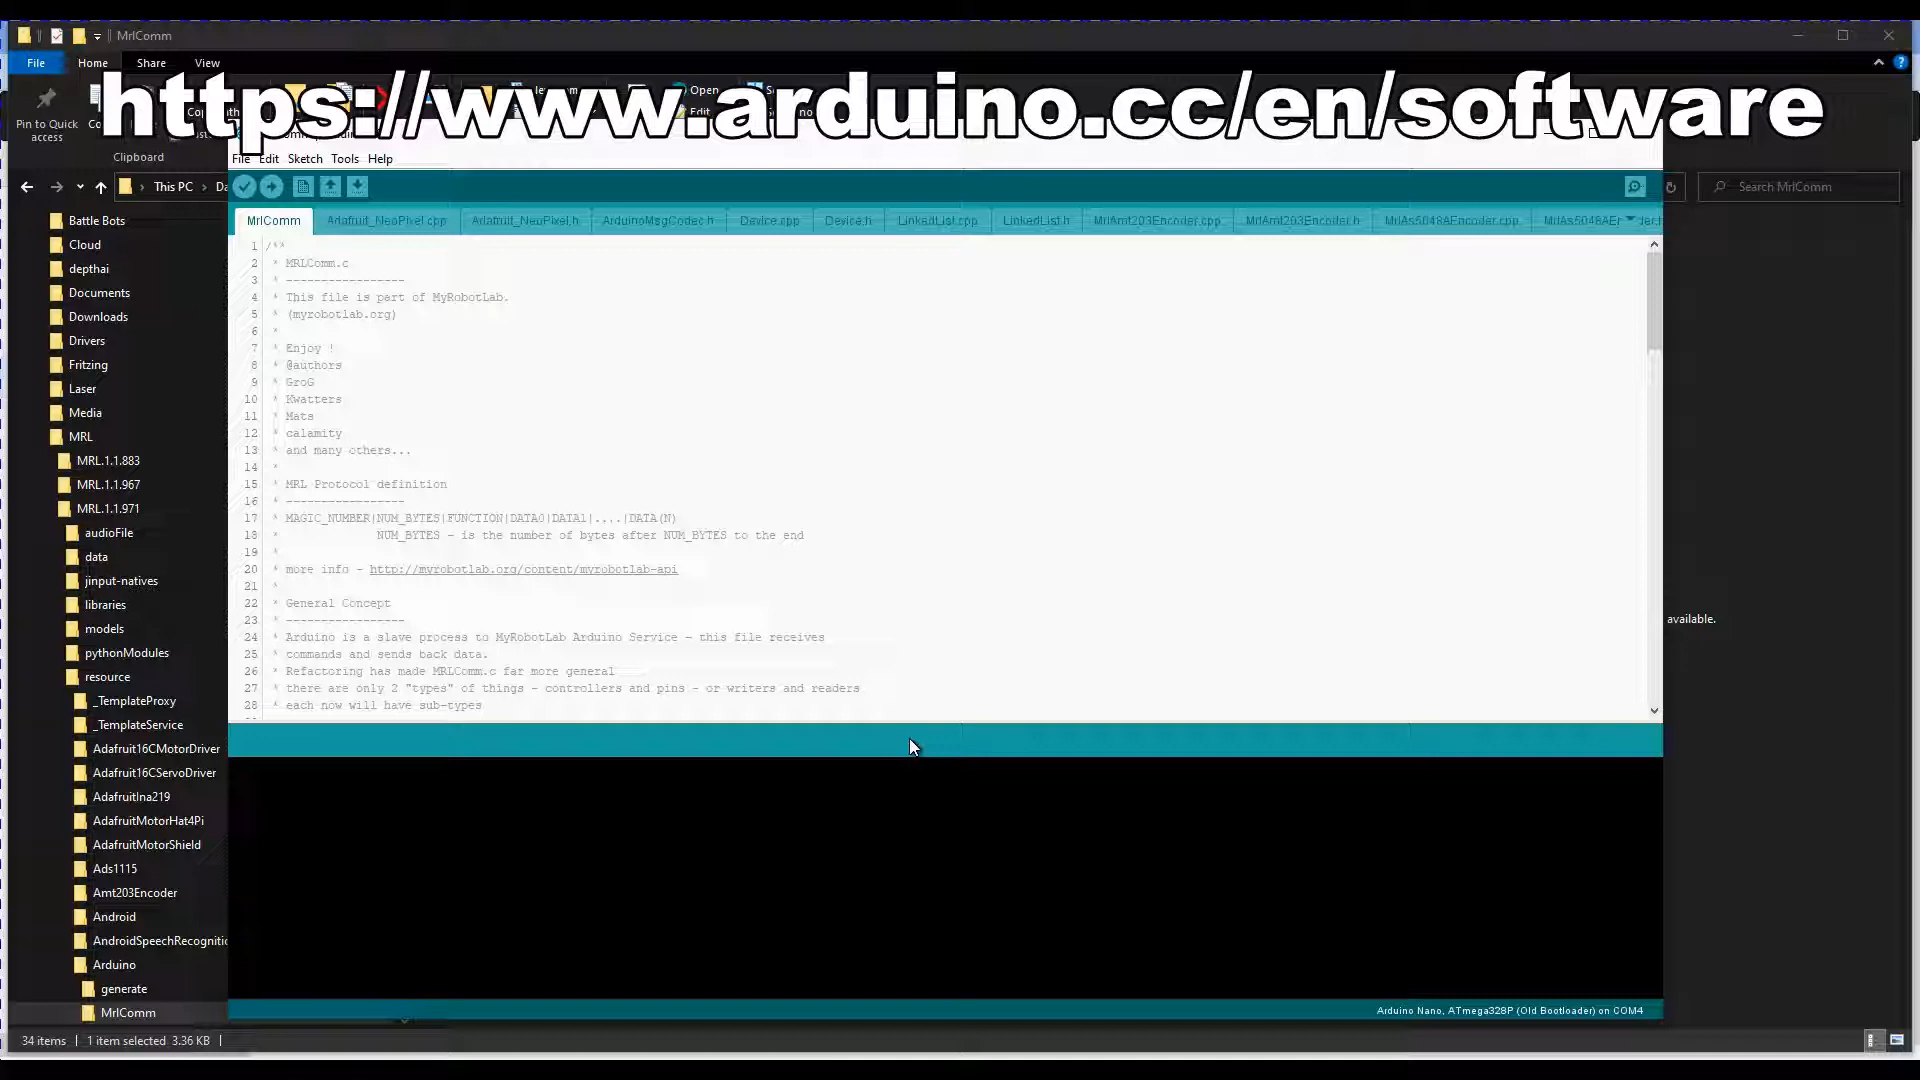 MrlComm
File Home Share View
https://www.arduino.cc/en/software
Pin to Quick access
Open
Edit
Clipboard
File Edit Sketch Tools Help
This PC
Search MrlComm
MrlComm Adafruit_NeoPixel.cpp Adafruit_NeoPixel.h ArduinoMsgCodec.h Device.cpp Device.h LinkedList.cpp LinkedList.h MrlAmt203Encoder.cpp MrlAmt203Encoder.h MrlAs5048AEncoder.cpp
Battle Bots
Cloud
depthai
Documents
Downloads
Drivers
Fritzing
Laser
Media
MRL
MRL.1.1.883
MRL.1.1.967
MRL.1.1.971
audioFile
data
jinput-natives
libraries
models
pythonModules
resource
_TemplateProxy
_TemplateService
Adafruit16CMotorDriver
Adafruit16CServoDriver
AdafruitIna219
AdafruitMotorHat4Pi
AdafruitMotorShield
Ads1115
Amt203Encoder
Android
AndroidSpeechRecognitic
Arduino
generate
MrlComm
1 /**
2 * MRLComm.c
3 * -----------------
4 * This file is part of MyRobotLab.
5 * (myrobotlab.org)
6 *
7 * Enjoy !
8 * @authors
9 * GroG
10 * Kwatters
11 * Mats
12 * calamity
13 * and many others...
14 *
15 * MRL Protocol definition
16 * -----------------
17 * MAGIC_NUMBER|NUM_BYTES|FUNCTION|DATA0|DATA1|....|DATA(N)
18 * NUM_BYTES - is the number of bytes after NUM_BYTES to the end
19 *
20 * more info - http://myrobotlab.org/content/myrobotlab-api
21 *
22 * General Concept
23 * -----------------
24 * Arduino is a slave process to MyRobotLab Arduino Service - this file receives
25 * commands and sends back data.
26 * Refactoring has made MRLComm.c far more general
27 * there are only 2 "types" of things - controllers and pins - or writers and readers
28 * each now will have sub-types
available.
Arduino Nano, ATmega328P (Old Bootloader) on COM4
34 items 1 item selected 3.36 KB